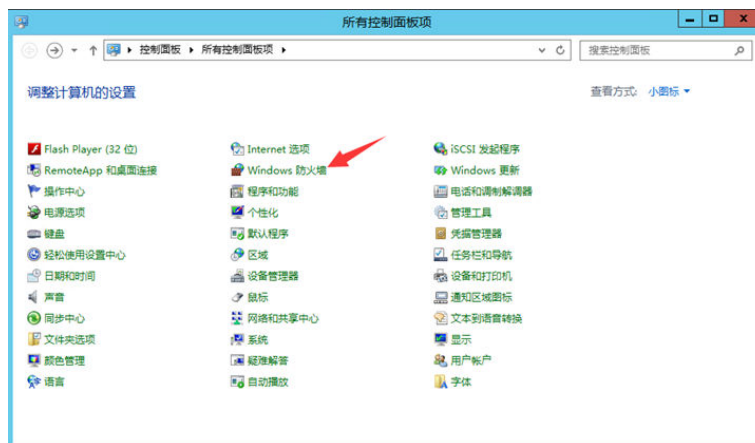 所有控制面板项
控制面板 ▸ 所有控制面板项 ▸
搜索控制面板
调整计算机的设置
查看方式: 小图标
Flash Player (32 位)
Internet 选项
iSCSI 发起程序
RemoteApp 和桌面连接
Windows 防火墙
Windows 更新
操作中心
程序和功能
电话和调制解调器
电源选项
个性化
管理工具
键盘
默认程序
凭据管理器
轻松使用设置中心
区域
任务栏和导航
日期和时间
设备管理器
设备和打印机
声音
鼠标
通知区域图标
同步中心
网络和共享中心
文本到语音转换
文件夹选项
系统
显示
颜色管理
疑难解答
用户帐户
语言
自动播放
字体